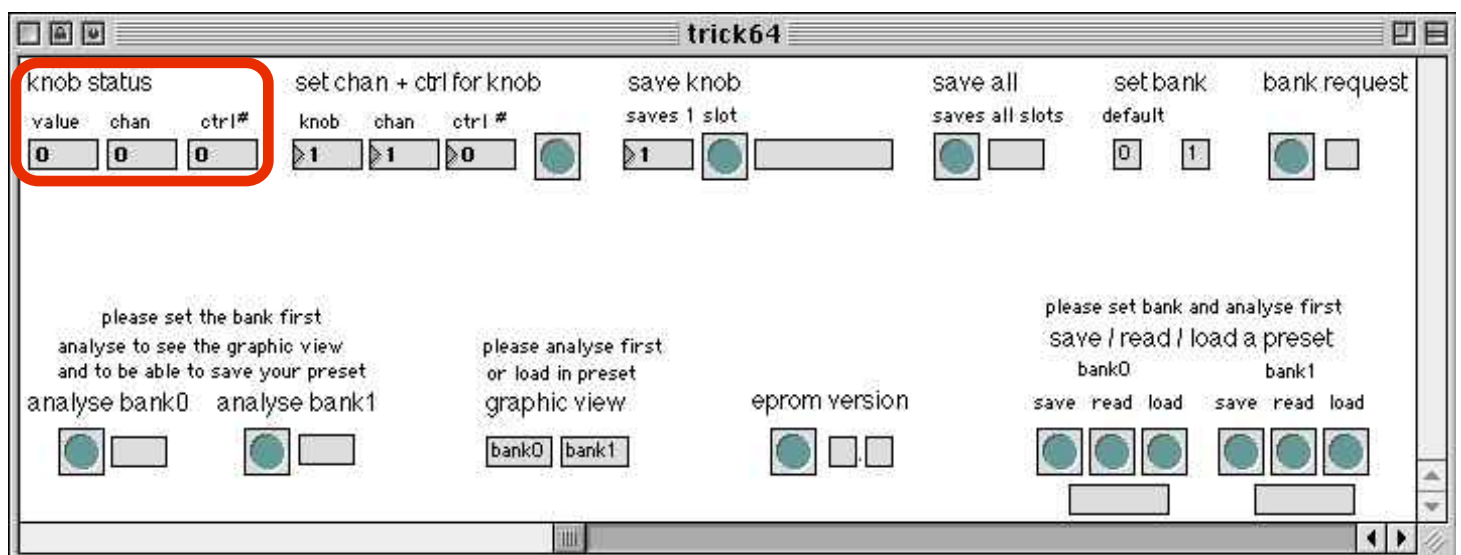 trick64
knob status
value chan ctrl#
0 0 0
set chan + ctrl for knob
knob chan ctrl #
1 1 0
save knob
saves 1 slot
1
save all
saves all slots
set bank
default
0 1
bank request
please set the bank first
analyse to see the graphic view
and to be able to save your preset
analyse bank0 analyse bank1
please analyse first
or load in preset
graphic view
bank0 bank1
eprom version
.
please set bank and analyse first
save / read / load a preset
bank0 bank1
save read load save read load